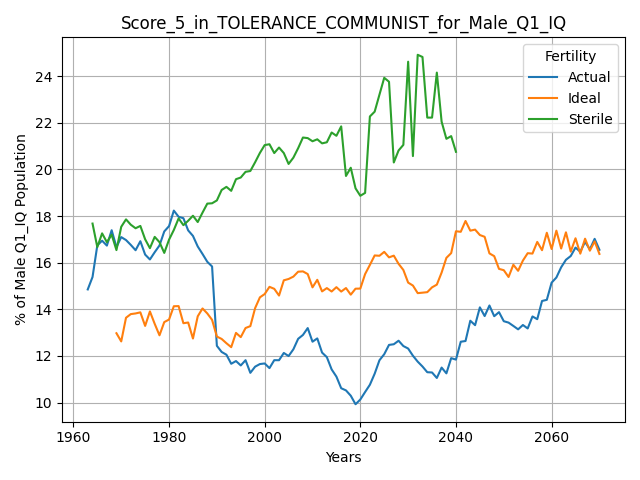 Score_5_in_TOLERANCE_COMMUNIST_for_Male_Q1_IQ
% of Male Q1_IQ Population
24
22
20
18
16
14
12
10
Fertility
Actual
Ideal
Sterile
1960 1980 2000 2020 2040 2060
Years